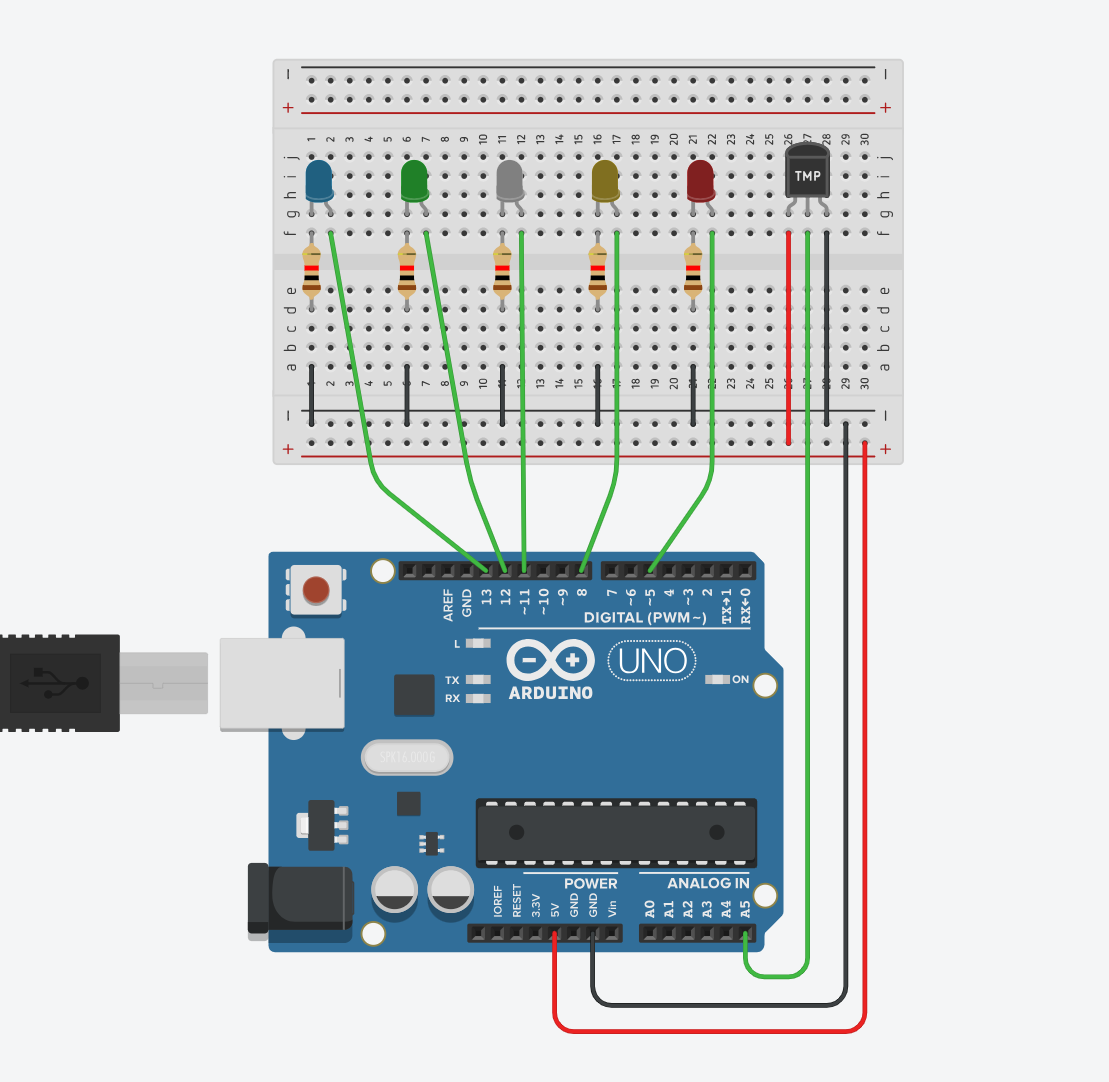 − −
+ +
1 2 3 4 5 6 7 8 9 10 11 12 13 14 15 16 17 18 19 20 21 22 23 24 25 26 27 28 29 30
j j
i TMP i
h h
g g
f f
e e
d d
c c
b b
a a
1 2 3 4 5 6 7 8 9 10 11 12 13 14 15 16 17 18 19 20 21 22 23 24 25 26 27 28 29 30
− −
+ +
AREF GND 13 12 ~11 ~10 ~9 8 7 ~6 ~5 4 ~3 2 TX→1 RX←0
DIGITAL (PWM~)
L
TX
RX
UNO
ON
ARDUINO
SPK16.000G
POWER ANALOG IN
IOREF RESET 3.3V 5V GND GND Vin A0 A1 A2 A3 A4 A5